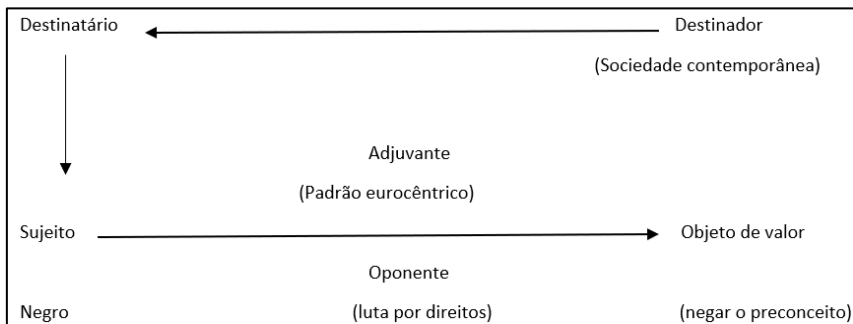 Destinatário Destinador
(Sociedade contemporânea)
Adjuvante
(Padrão eurocêntrico)
Sujeito Objeto de valor
Oponente
Negro (luta por direitos) (negar o preconceito)